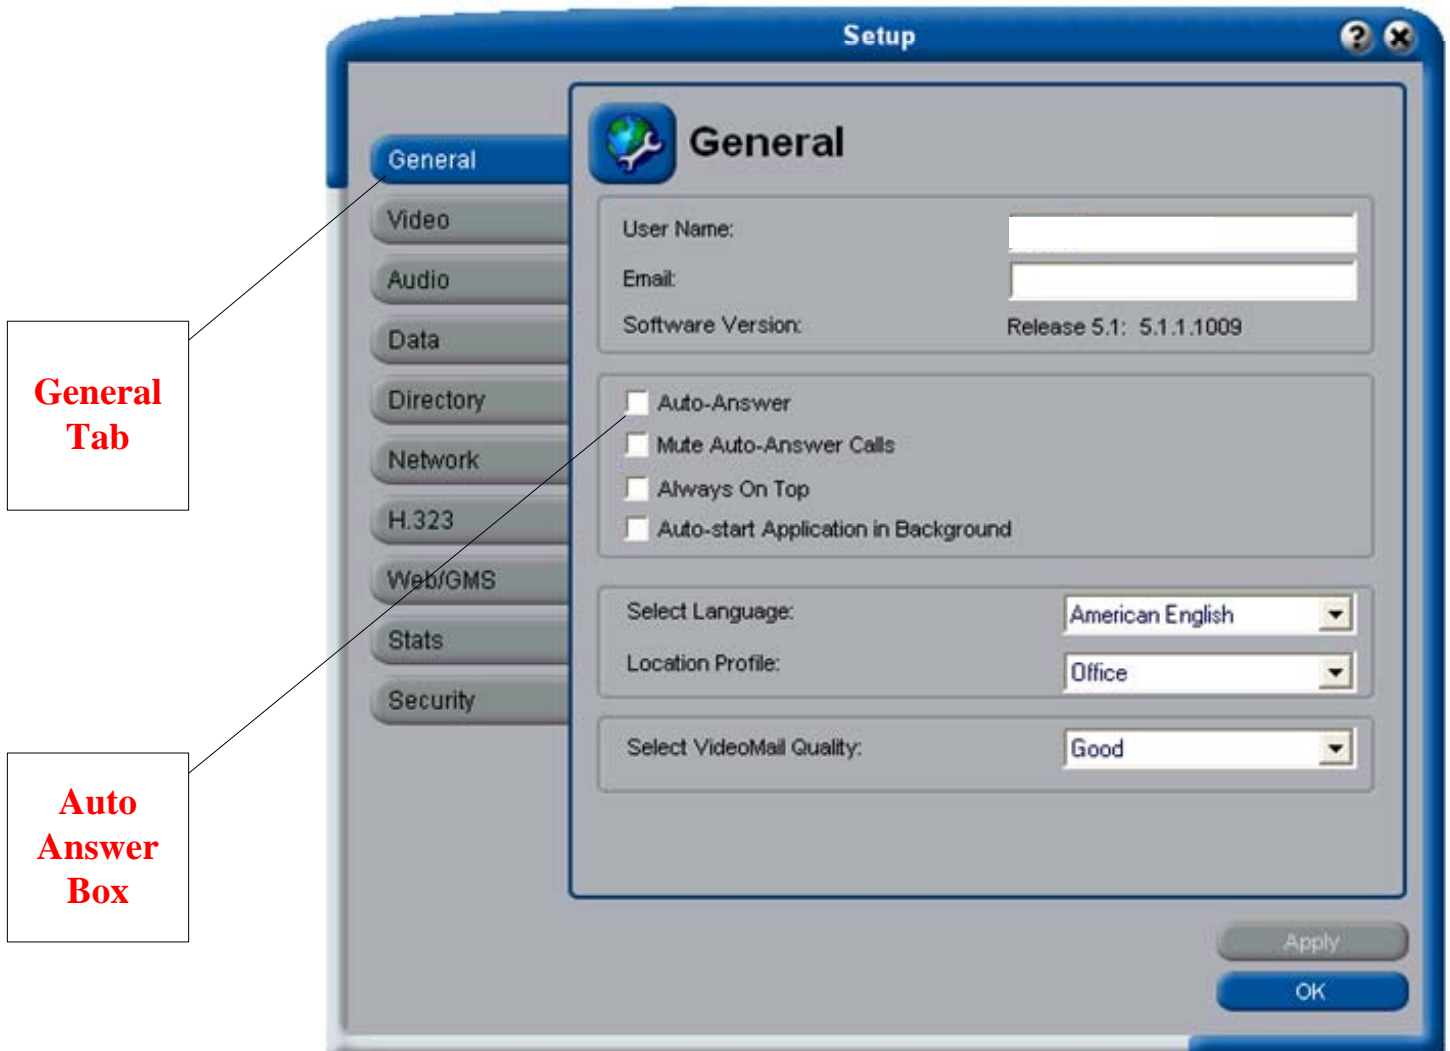 Setup
General
General
Video
Audio
Data
Directory
Network
H.323
Web/GMS
Stats
Security
User Name:
Email:
Software Version: Release 5.1: 5.1.1.1009
Auto-Answer
Mute Auto-Answer Calls
Always On Top
Auto-start Application in Background
Select Language: American English
Location Profile: Office
Select VideoMail Quality: Good
Apply
OK
General
Tab
Auto
Answer
Box